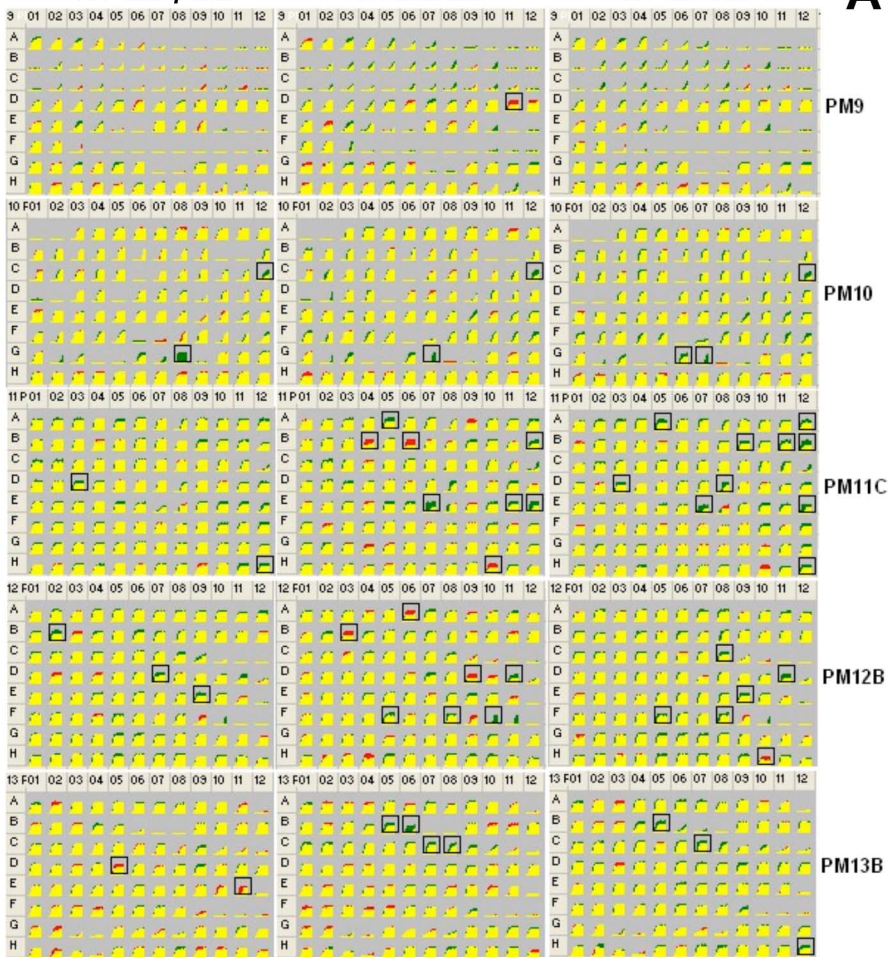 A
9 01 02 03 04 05 06 07 08 09 10 11 12 9 01 02 03 04 05 06 07 08 09 10 11 12 9 01 02 03 04 05 06 07 08 09 10 11 12
A A A
B B B
C C C
D D D PM9
E E E
F F F
G G G
H H H
10 F01 02 03 04 05 06 07 08 09 10 11 12 10 F01 02 03 04 05 06 07 08 09 10 11 12 10 F01 02 03 04 05 06 07 08 09 10 11 12
A A A
B B B
C C C
D D D PM10
E E E
F F F
G G G
H H H
11 P01 02 03 04 05 06 07 08 09 10 11 12 11 P01 02 03 04 05 06 07 08 09 10 11 12 11 P01 02 03 04 05 06 07 08 09 10 11 12
A A A
B B B
C C C
D D D PM11C
E E E
F F F
G G G
H H H
12 F01 02 03 04 05 06 07 08 09 10 11 12 12 F01 02 03 04 05 06 07 08 09 10 11 12 12 F01 02 03 04 05 06 07 08 09 10 11 12
A A A
B B B
C C C
D D D PM12B
E E E
F F F
G G G
H H H
13 F01 02 03 04 05 06 07 08 09 10 11 12 13 F01 02 03 04 05 06 07 08 09 10 11 12 13 F01 02 03 04 05 06 07 08 09 10 11 12
A A A
B B B
C C C
D D D PM13B
E E E
F F F
G G G
H H H